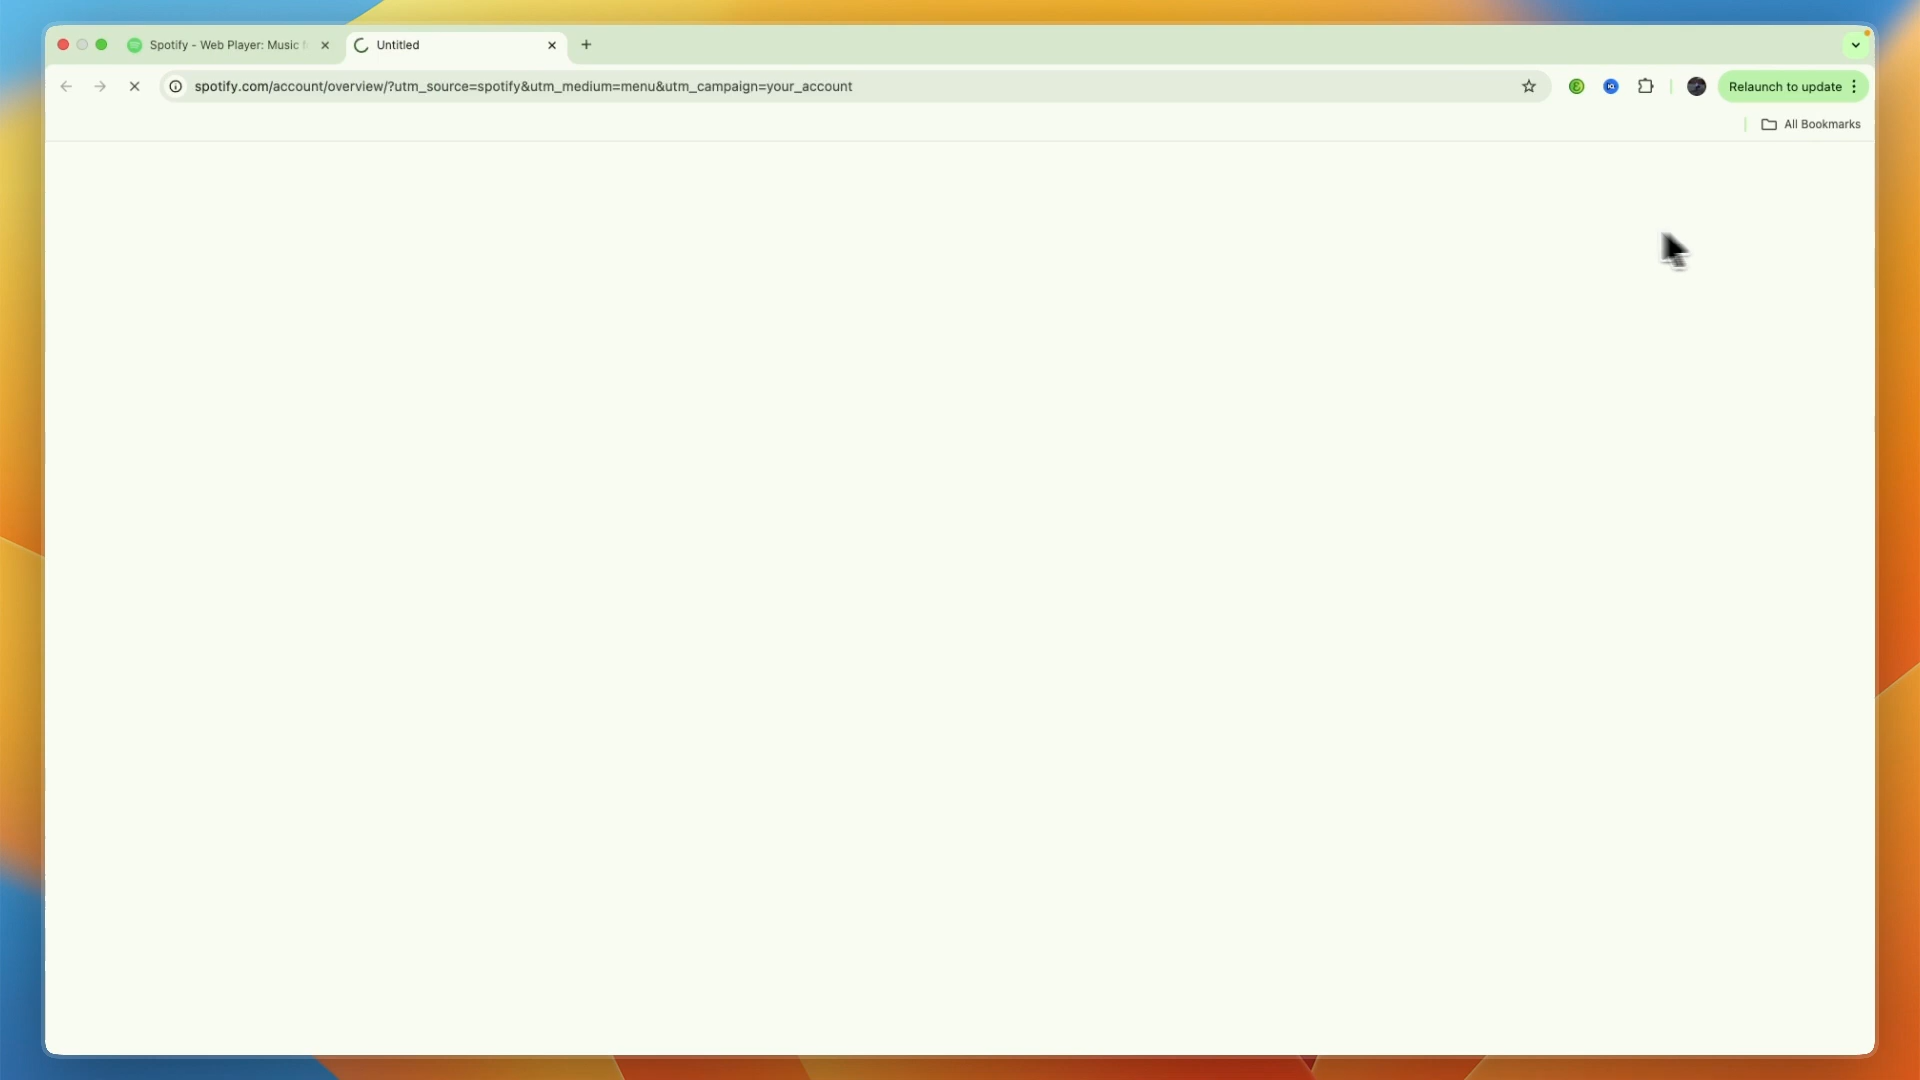 Spotify - Web Player: Music
Untitled
spotify.com/account/overview/?utm_source=spotify&utm_medium=menu&utm_campaign=your_account
Relaunch to update
All Bookmarks